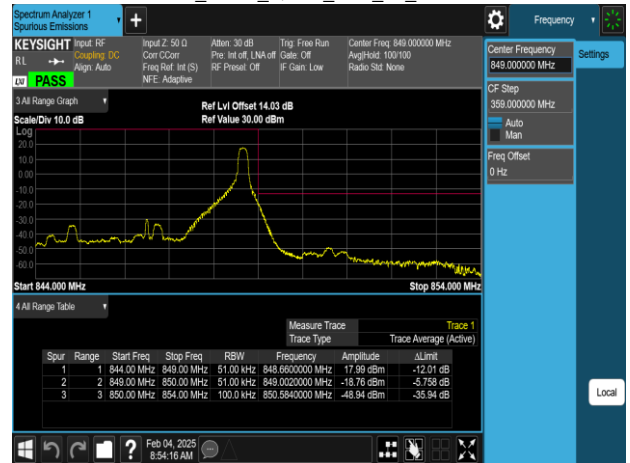 Spectrum Analyzer 1
Spurious Emissions
Frequency
KEYSIGHT
RL
Input: RF
Coupling: DC
Align: Auto
Input Z: 50 Ω
Corr CCorr
Freq Ref: Int (S)
NFE: Adaptive
Atten: 30 dB
Pre: Int off, LNA off
RF Presel: Off
Trig: Free Run
Gate: Off
IF Gain: Low
Center Freq: 849.000000 MHz
Avg|Hold: 100/100
Radio Std: None
LXI
PASS
Center Frequency
849.000000 MHz
Settings
CF Step
359.000000 MHz
Auto
Man
Freq Offset
0 Hz
Local
3 All Range Graph
Scale/Div 10.0 dB
Ref Lvl Offset 14.03 dB
Ref Value 30.00 dBm
Log
20.0
10.0
0.00
-10.0
-20.0
-30.0
-40.0
-50.0
-60.0
Start 844.000 MHz
Stop 854.000 MHz
4 All Range Table
Measure Trace Trace 1
Trace Type Trace Average (Active)
Spur Range Start Freq Stop Freq RBW Frequency Amplitude ΔLimit
1 1 844.00 MHz 849.00 MHz 51.00 kHz 848.6600000 MHz 17.99 dBm -12.01 dB
2 2 849.00 MHz 850.00 MHz 51.00 kHz 849.0020000 MHz -18.76 dBm -5.758 dB
3 3 850.00 MHz 854.00 MHz 100.0 kHz 850.5840000 MHz -48.94 dBm -35.94 dB
Feb 04, 2025
8:54:16 AM